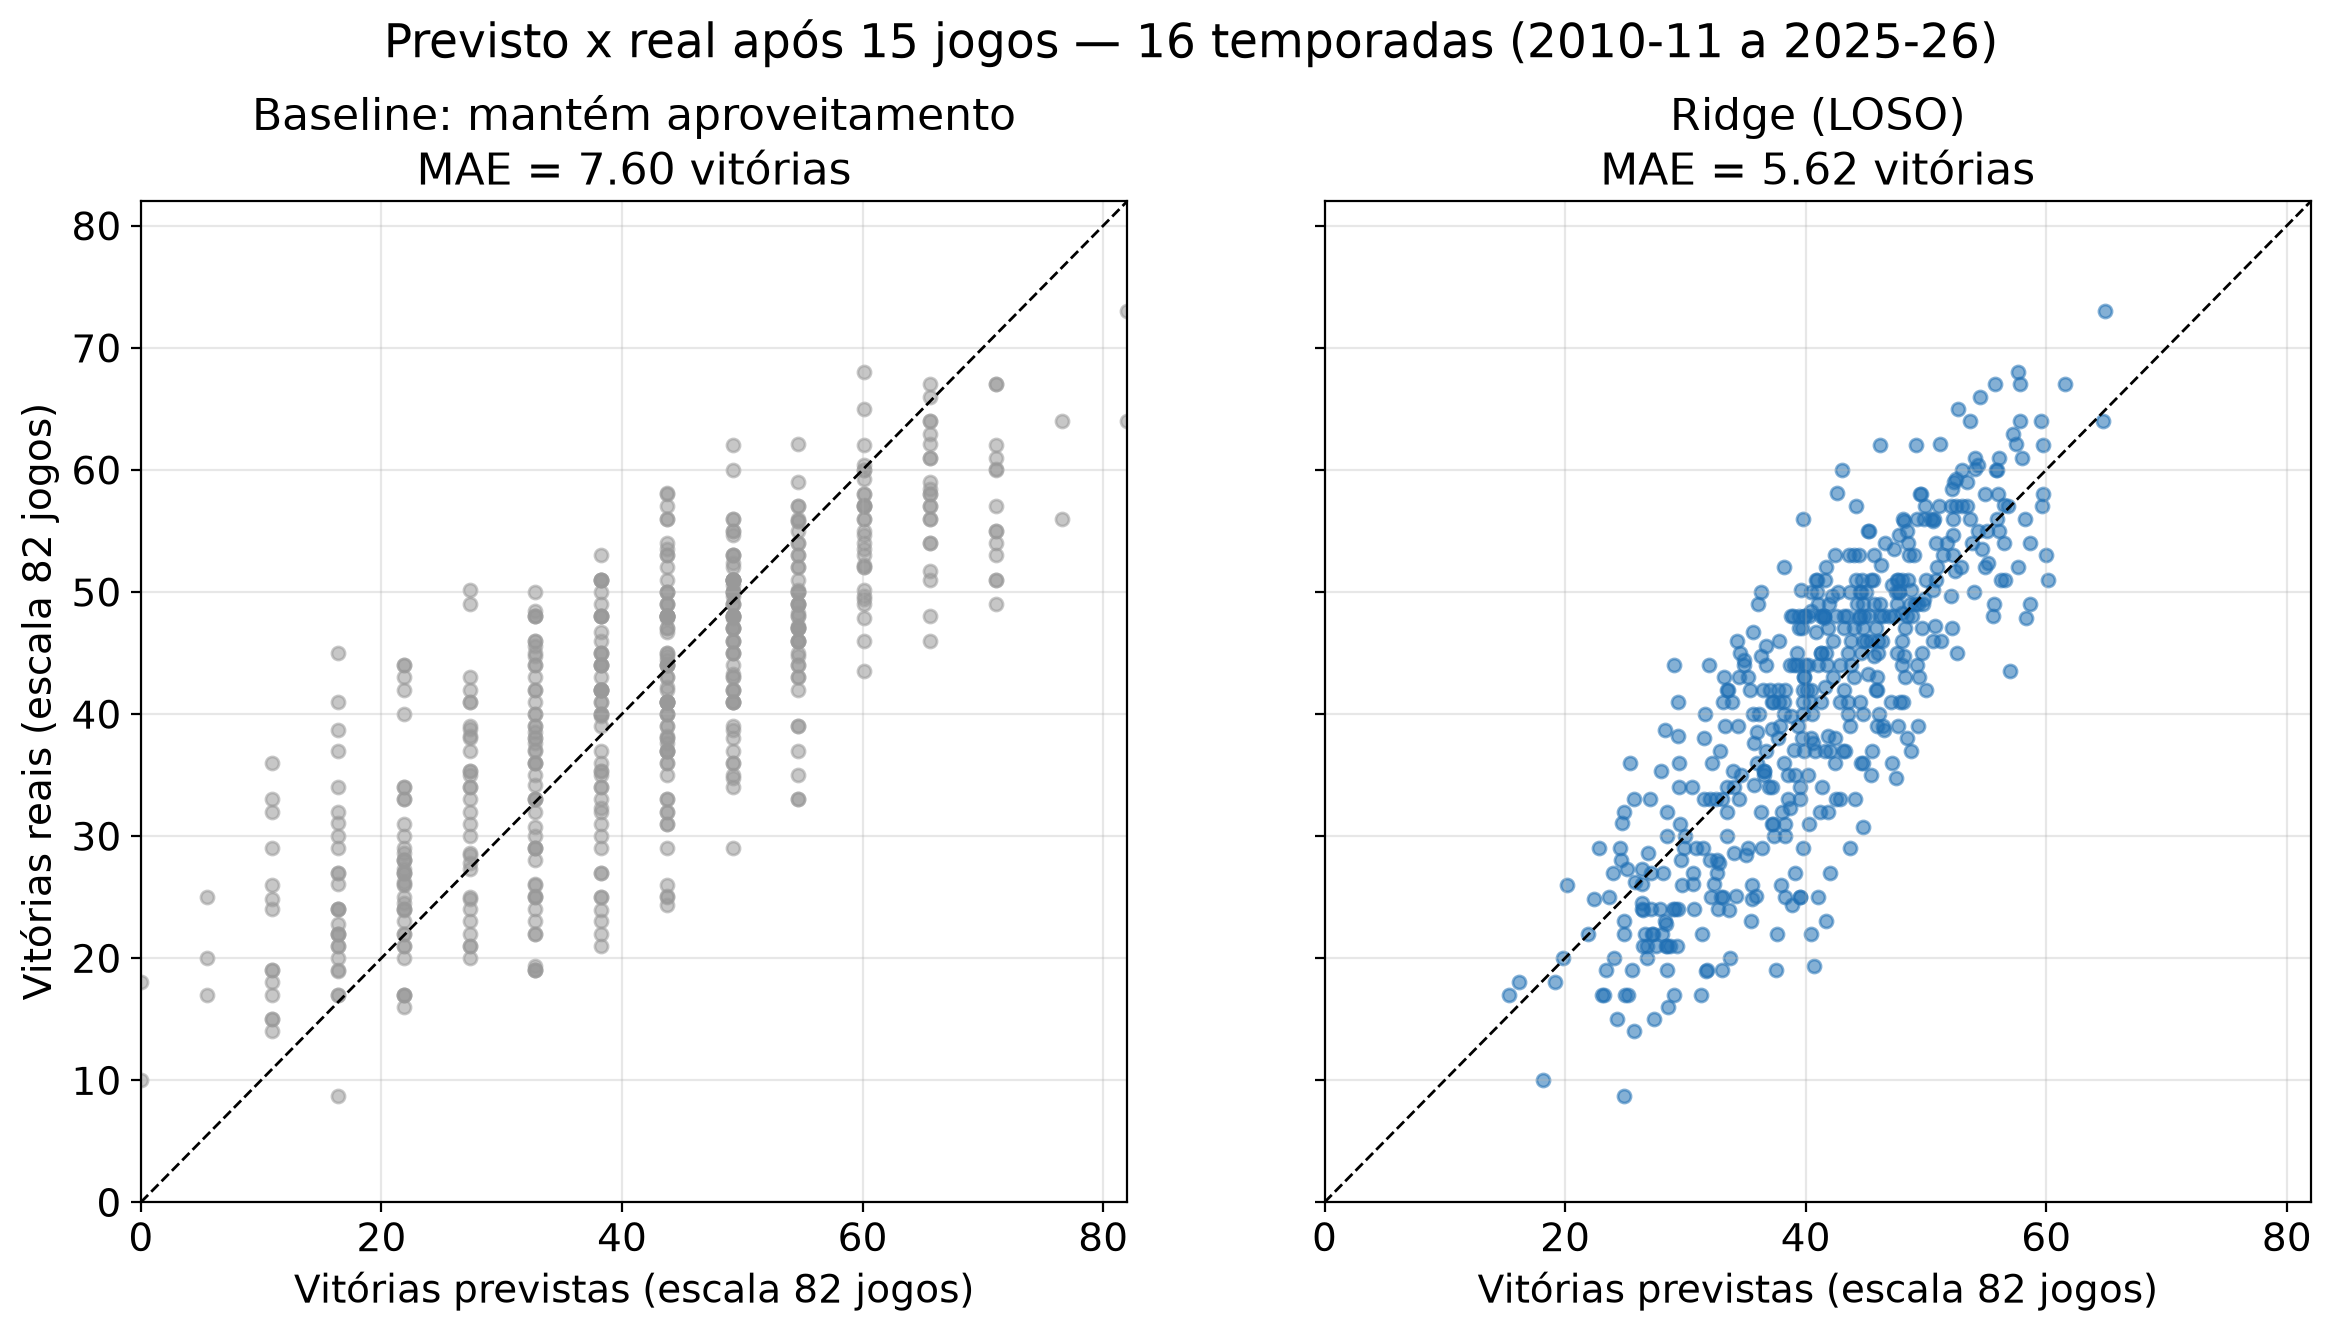 Previsto x real após 15 jogos — 16 temporadas (2010-11 a 2025-26)
Baseline: mantém aproveitamento
MAE = 7.60 vitórias
Vitórias reais (escala 82 jogos)
80
70
60
50
40
30
20
10
0
0 20 40 60 80
Vitórias previstas (escala 82 jogos)
Ridge (LOSO)
MAE = 5.62 vitórias
0 20 40 60 80
Vitórias previstas (escala 82 jogos)